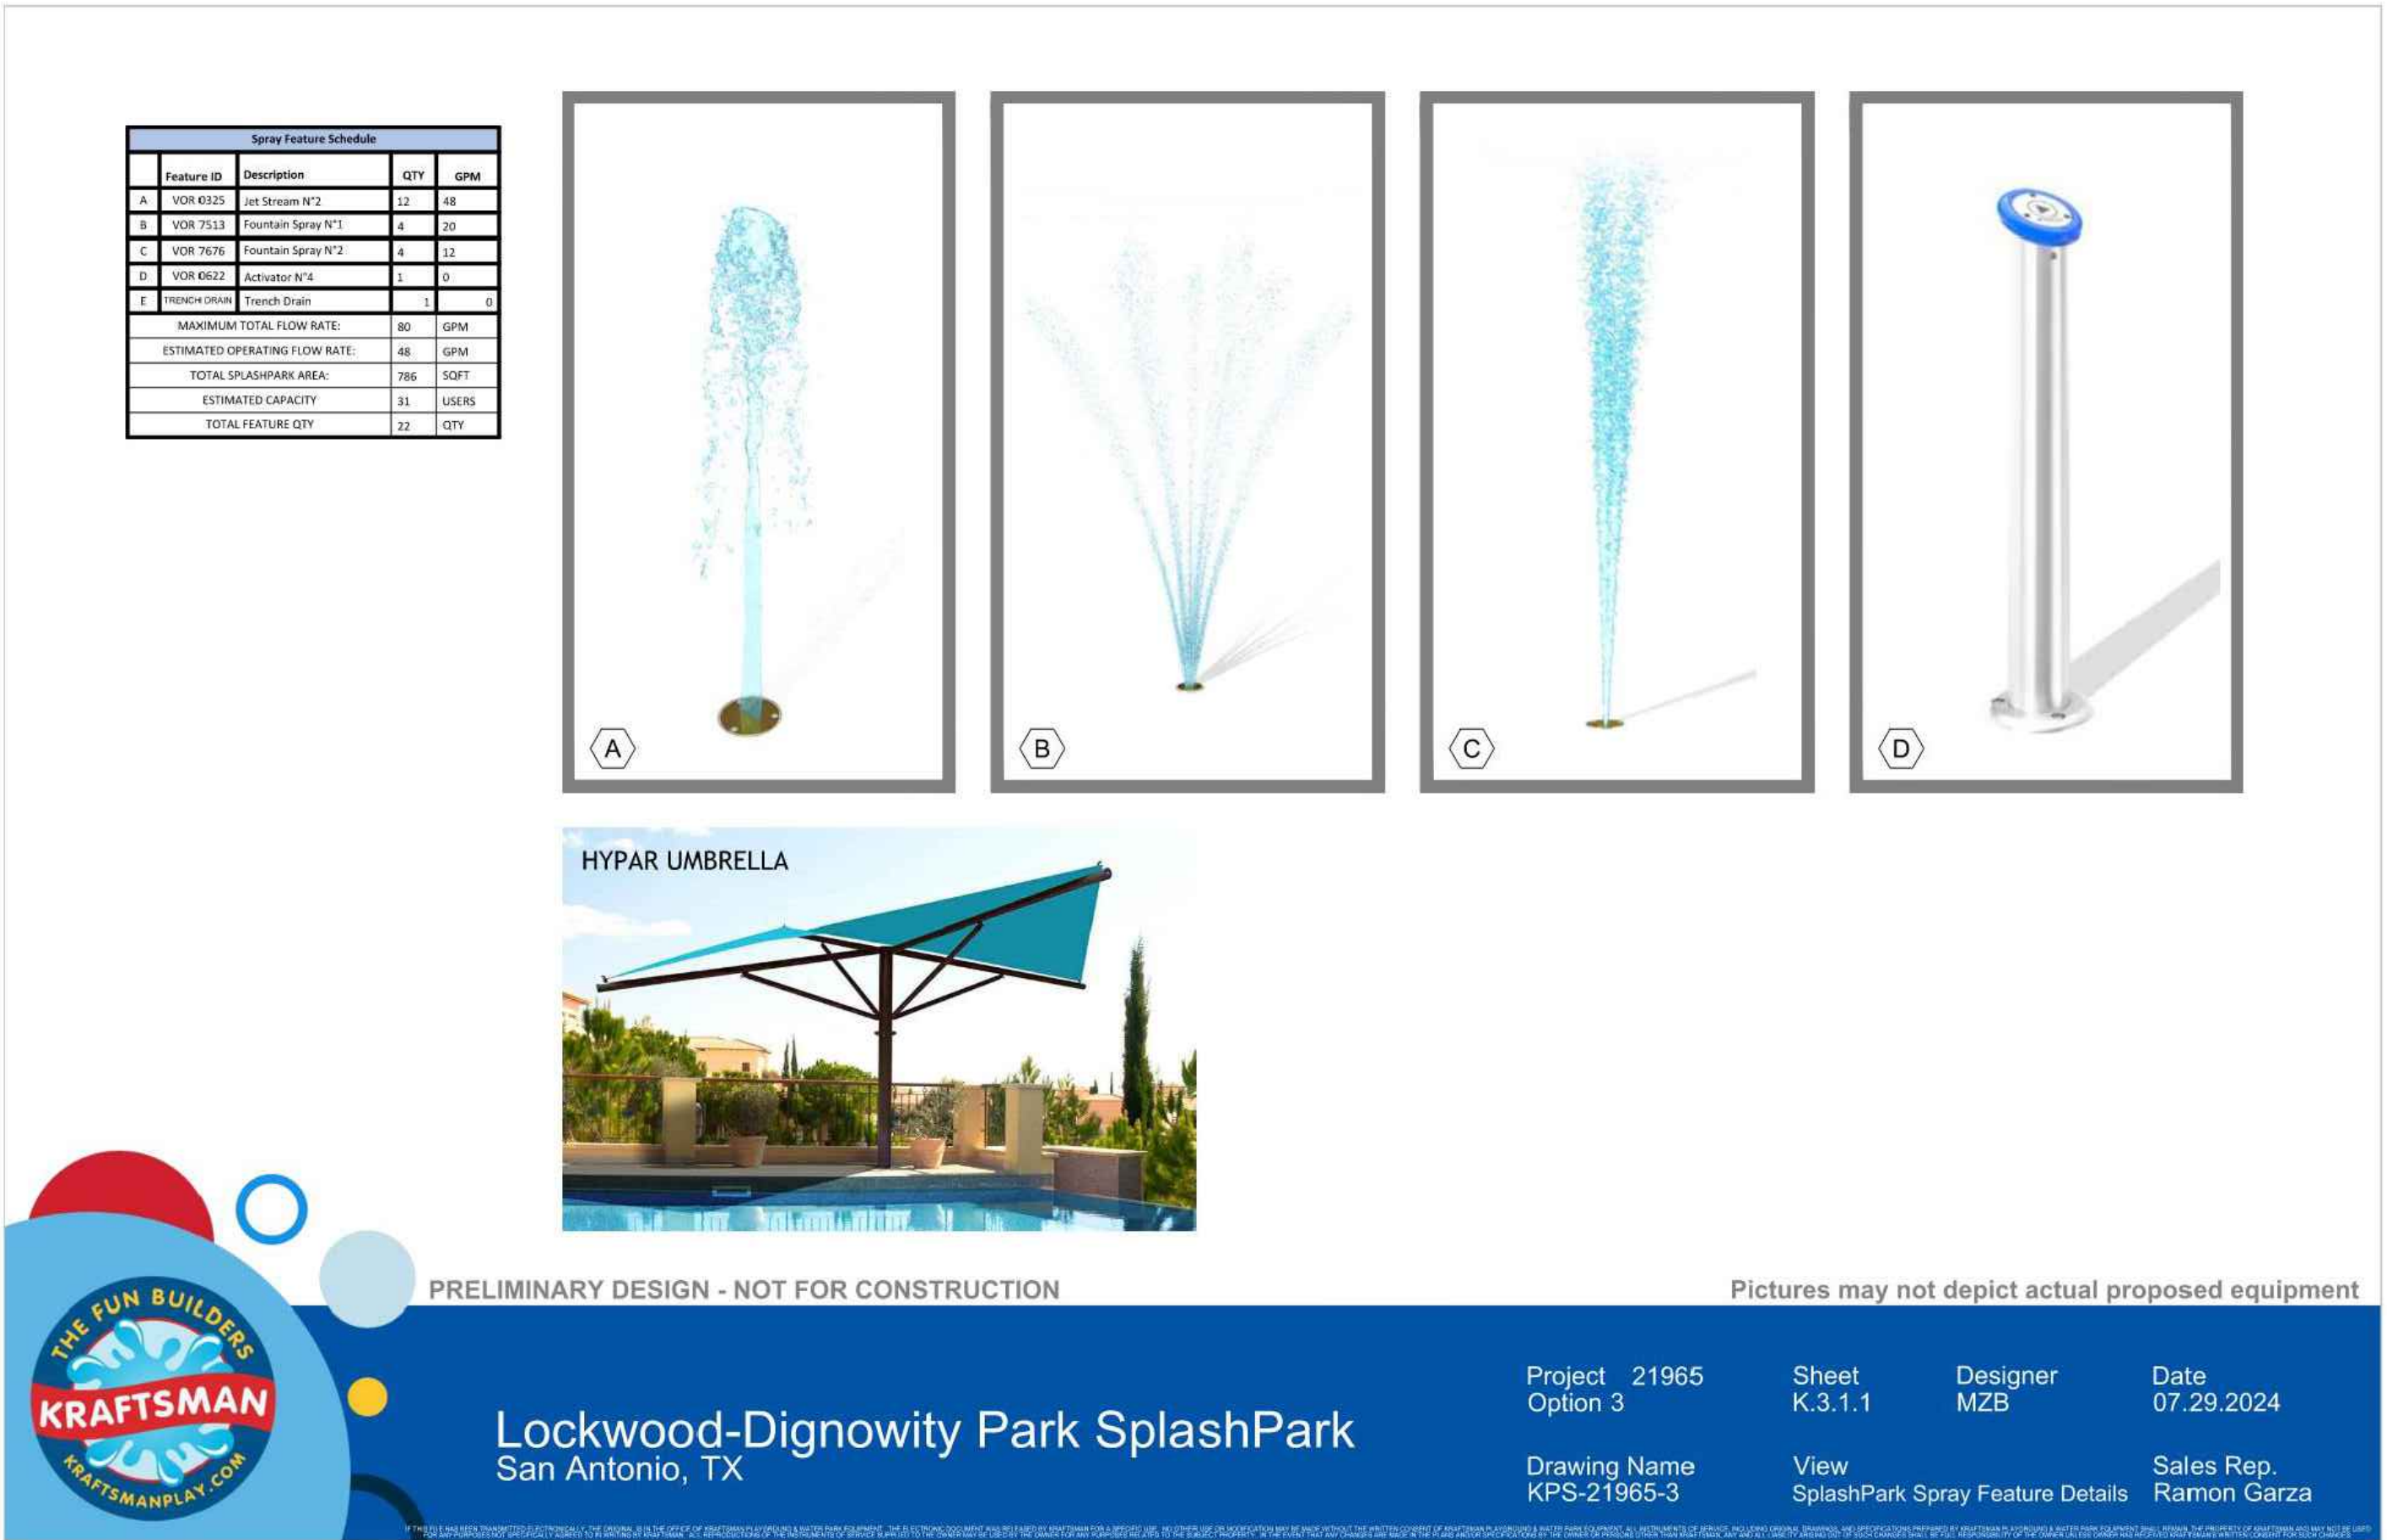 Spray Feature Schedule
Feature ID Description QTY GPM
A VOR 0325 Jet Stream N°2 12 48
B VOR 7513 Fountain Spray N°1 4 20
C VOR 7676 Fountain Spray N°2 4 12
D VOR 0622 Activator N°4 1 0
E TRENCH DRAIN Trench Drain 1 0
MAXIMUM TOTAL FLOW RATE: 80 GPM
ESTIMATED OPERATING FLOW RATE: 48 GPM
TOTAL SPLASHPARK AREA: 786 SQFT
ESTIMATED CAPACITY 31 USERS
TOTAL FEATURE QTY 22 QTY
A
B
C
D
HYPAR UMBRELLA
PRELIMINARY DESIGN - NOT FOR CONSTRUCTION
Pictures may not depict actual proposed equipment
THE FUN BUILDERS
KRAFTSMAN
KRAFTSMANPLAY.COM
Lockwood-Dignowity Park SplashPark
San Antonio, TX
Project 21965
Option 3
Sheet
K.3.1.1
Designer
MZB
Date
07.29.2024
Drawing Name
KPS-21965-3
View
SplashPark Spray Feature Details
Sales Rep.
Ramon Garza